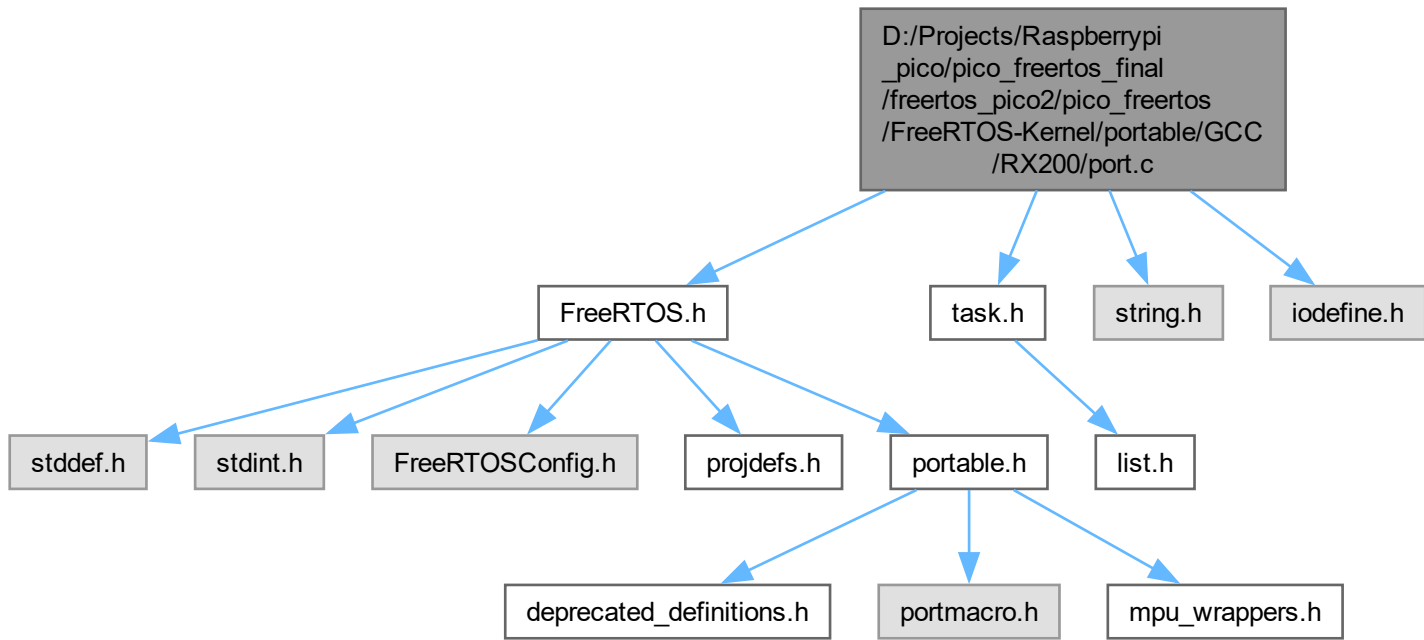 D:/Projects/Raspberrypi
_pico/pico_freertos_final
/freertos_pico2/pico_freertos
/FreeRTOS-Kernel/portable/GCC
/RX200/port.c
FreeRTOS.h
task.h
string.h
iodefine.h
stddef.h
stdint.h
FreeRTOSConfig.h
projdefs.h
portable.h
list.h
deprecated_definitions.h
portmacro.h
mpu_wrappers.h